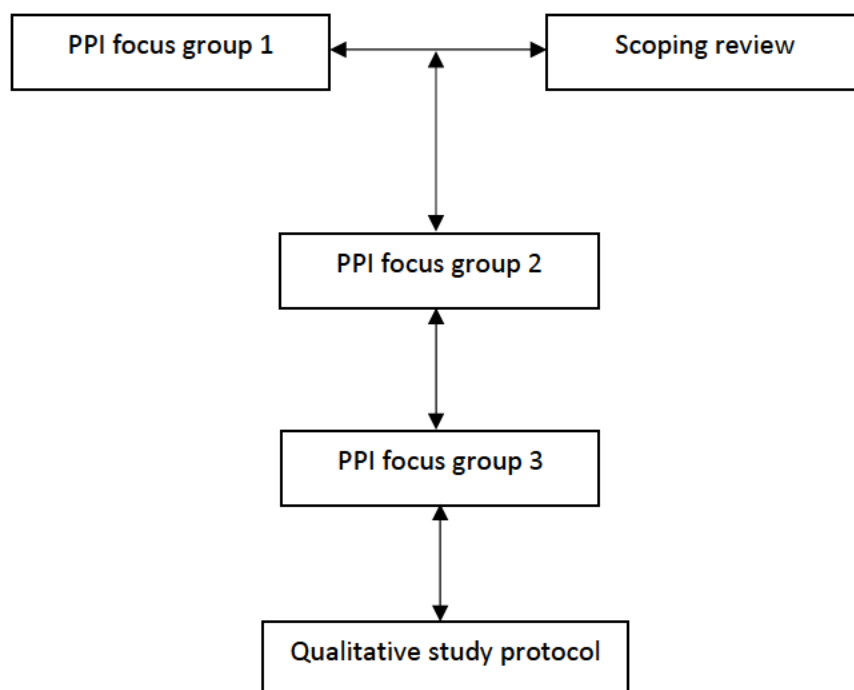 PPI focus group 1
Scoping review
PPI focus group 2
PPI focus group 3
Qualitative study protocol